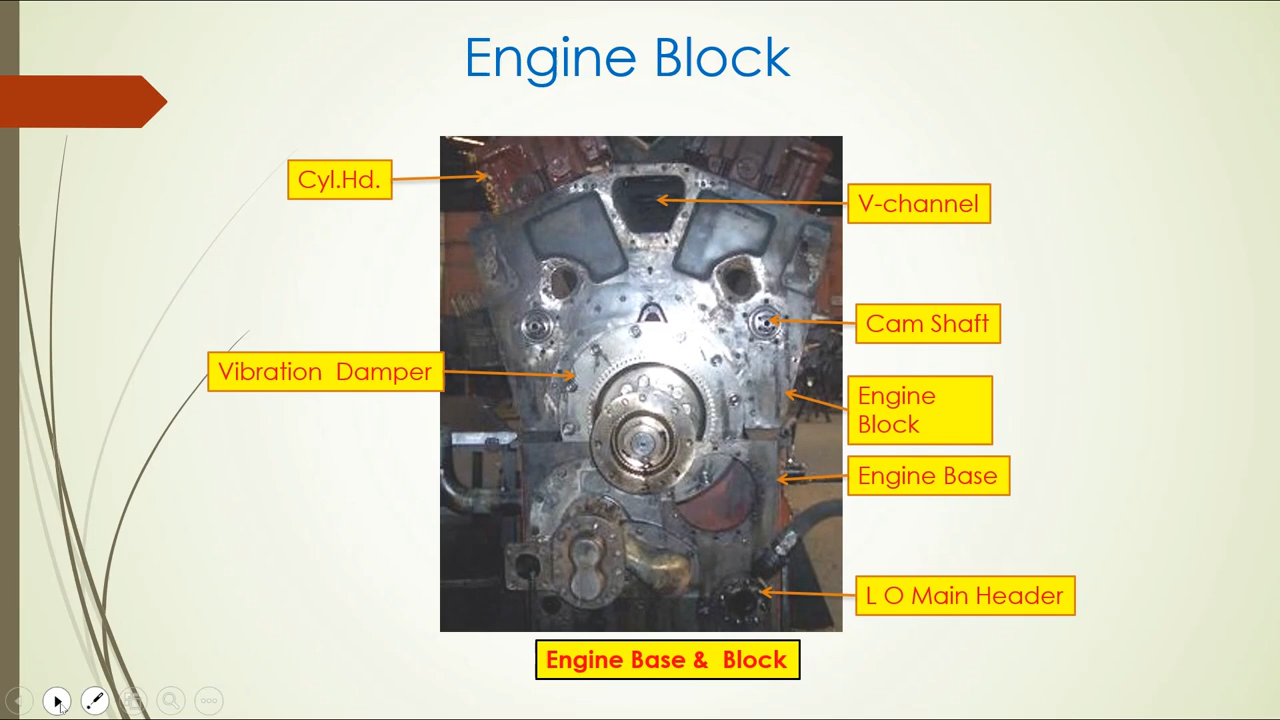 Engine Block
Cyl.Hd.
V-channel
Cam Shaft
Vibration Damper
Engine
Block
Engine Base
L O Main Header
Engine Base & Block